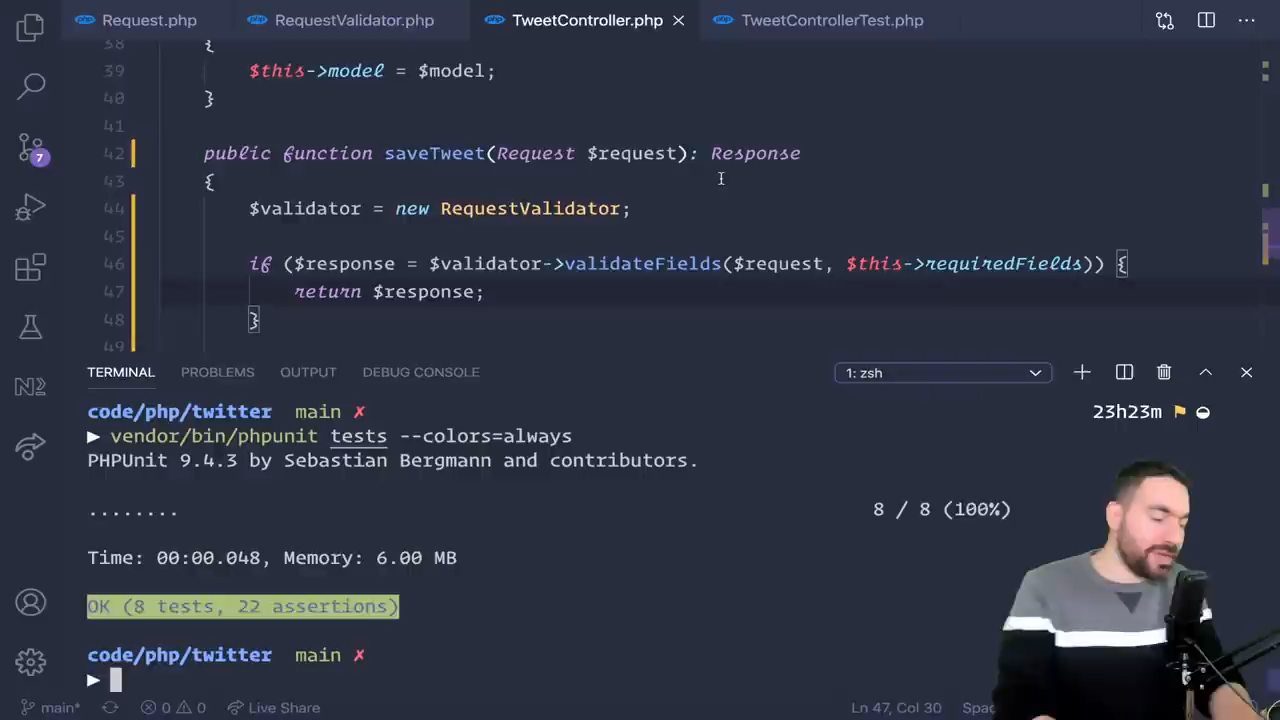 Request.php
RequestValidator.php
TweetController.php
TweetControllerTest.php
38 {
39 $this->model = $model;
40 }
41
42 public function saveTweet(Request $request): Response
43 {
44 $validator = new RequestValidator;
45
46 if ($response = $validator->validateFields($request, $this->requiredFields)) {
47 return $response;
48 }
49
7
TERMINAL PROBLEMS OUTPUT DEBUG CONSOLE 1: zsh
code/php/twitter main ✗ 23h23m
▶ vendor/bin/phpunit tests --colors=always
PHPUnit 9.4.3 by Sebastian Bergmann and contributors.
........ 8 / 8 (100%)
Time: 00:00.048, Memory: 6.00 MB
OK (8 tests, 22 assertions)
code/php/twitter main ✗
▶
main* 0 0 Live Share Ln 47, Col 30